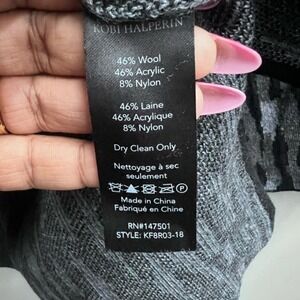 KOBI HALPERIN
46% Wool
46% Acrylic
8% Nylon
46% Laine
46% Acrylique
8% Nylon
Dry Clean Only
Nettoyage à sec
seulement
Made in China
Fabriqué en Chine
RN#147501
STYLE: KF8R03-18